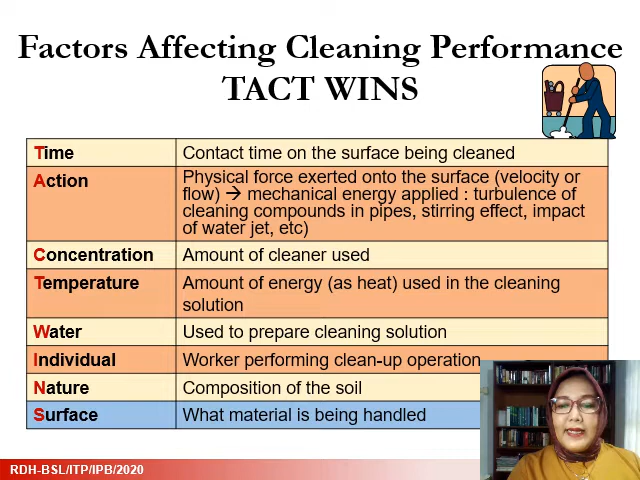 Factors Affecting Cleaning Performance
TACT WINS
Time Contact time on the surface being cleaned
Action Physical force exerted onto the surface (velocity or
flow) → mechanical energy applied : turbulence of
cleaning compounds in pipes, stirring effect, impact
of water jet, etc)
Concentration Amount of cleaner used
Temperature Amount of energy (as heat) used in the cleaning
solution
Water Used to prepare cleaning solution
Individual Worker performing clean-up operation
Nature Composition of the soil
Surface What material is being handled
RDH-BSL/ITP/IPB/2020